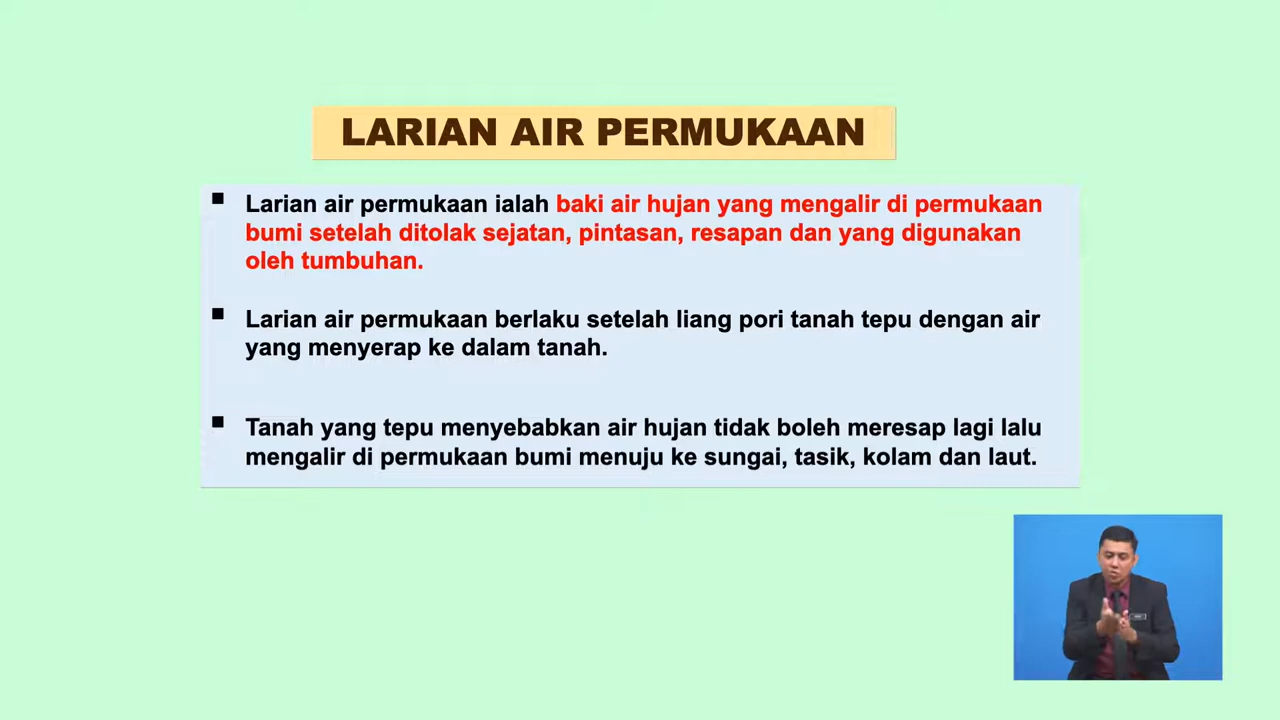 LARIAN AIR PERMUKAAN
▪ Larian air permukaan ialah baki air hujan yang mengalir di permukaan
bumi setelah ditolak sejatan, pintasan, resapan dan yang digunakan
oleh tumbuhan.
▪ Larian air permukaan berlaku setelah liang pori tanah tepu dengan air
yang menyerap ke dalam tanah.
▪ Tanah yang tepu menyebabkan air hujan tidak boleh meresap lagi lalu
mengalir di permukaan bumi menuju ke sungai, tasik, kolam dan laut.